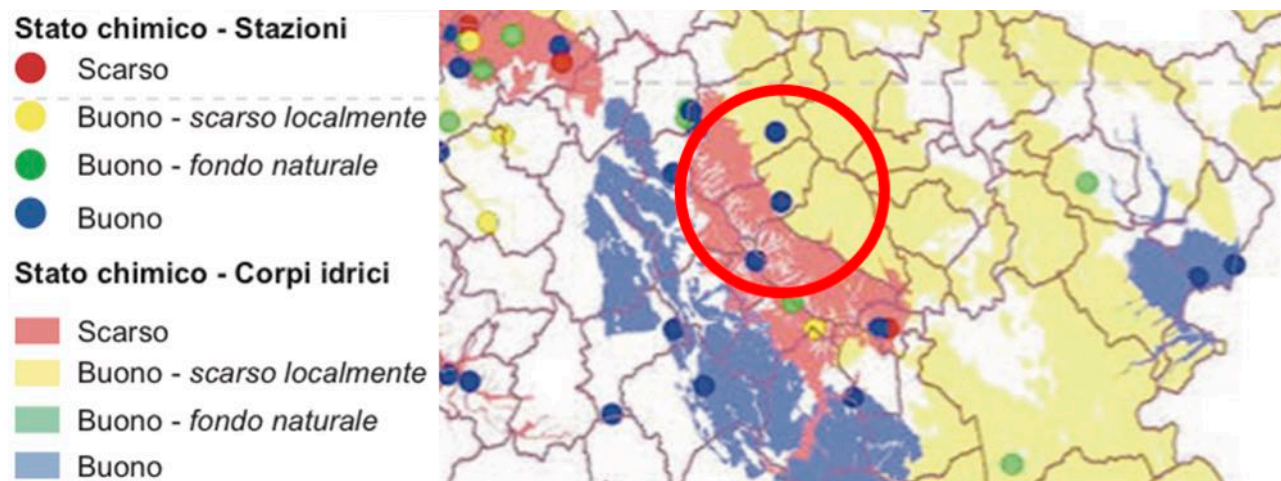 Stato chimico - Stazioni
Scarso
Buono - scarso localmente
Buono - fondo naturale
Buono
Stato chimico - Corpi idrici
Scarso
Buono - scarso localmente
Buono - fondo naturale
Buono